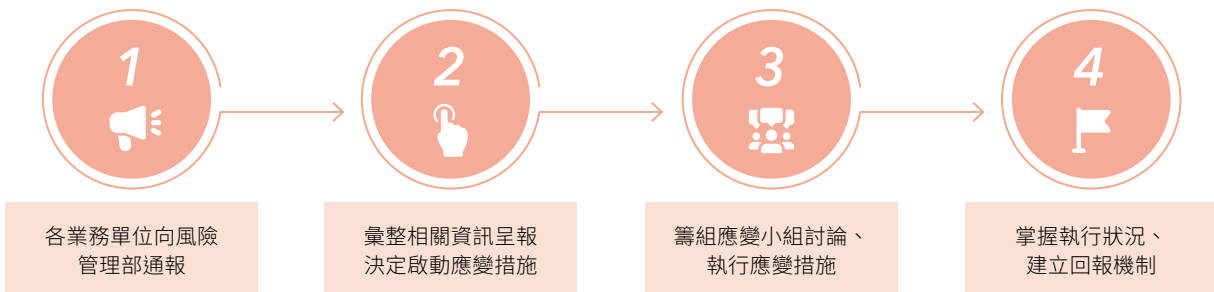 1
2
3
4
各業務單位向風險
管理部通報
彙整相關資訊呈報
決定啟動應變措施
籌組應變小組討論、
執行應變措施
掌握執行狀況、
建立回報機制